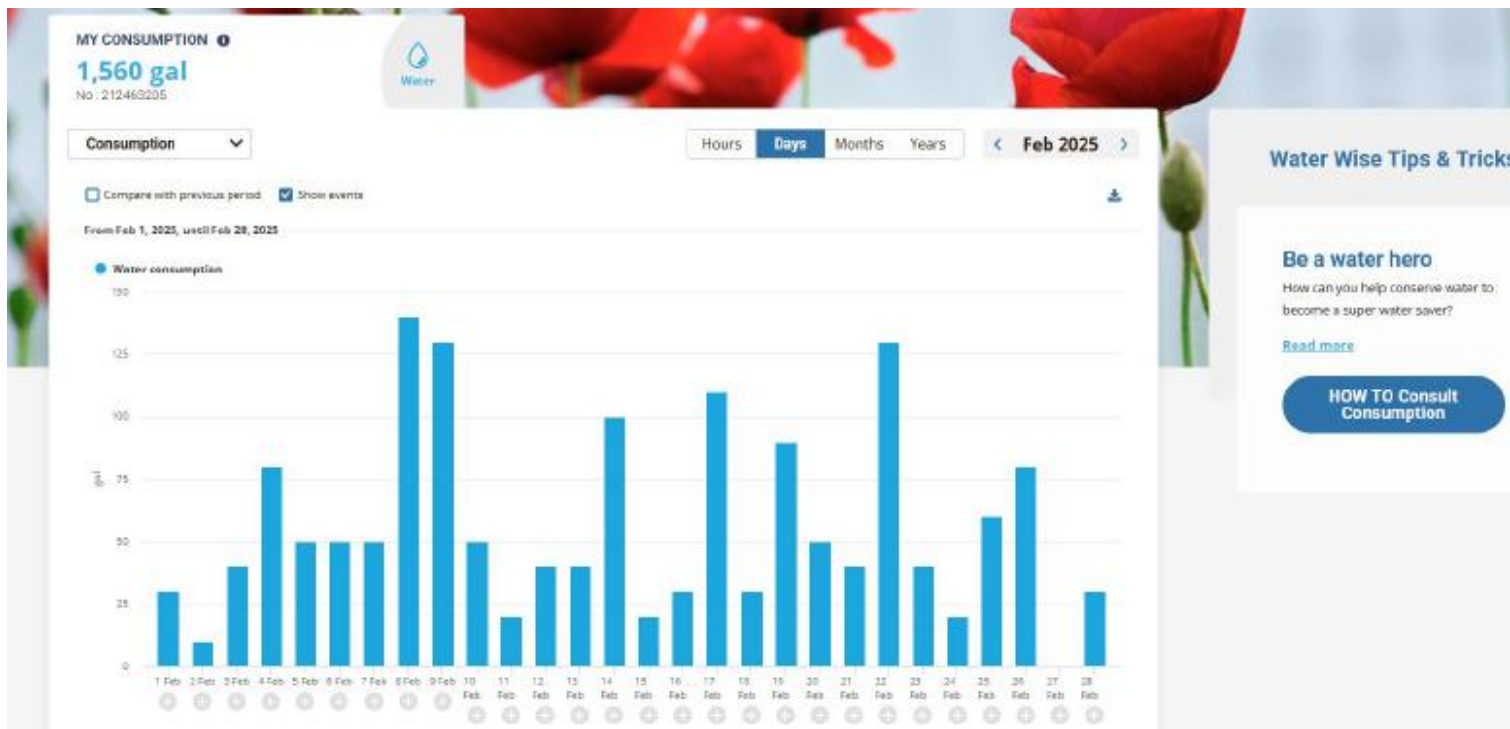 MY CONSUMPTION
1,560 gal
No : 212463205
Water
Consumption
Hours Days Months Years
Feb 2025
Compare with previous period
Show events
From Feb 1, 2025, until Feb 28, 2025
Water consumption
150
125
100
gal
75
50
25
0
1 Feb 2 Feb 3 Feb 4 Feb 5 Feb 6 Feb 7 Feb 8 Feb 9 Feb 10 Feb 11 Feb 12 Feb 13 Feb 14 Feb 15 Feb 16 Feb 17 Feb 18 Feb 19 Feb 20 Feb 21 Feb 22 Feb 23 Feb 24 Feb 25 Feb 26 Feb 27 Feb 28 Feb
Water Wise Tips & Tricks
Be a water hero
How can you help conserve water to
become a super water saver?
Read more
HOW TO Consult
Consumption